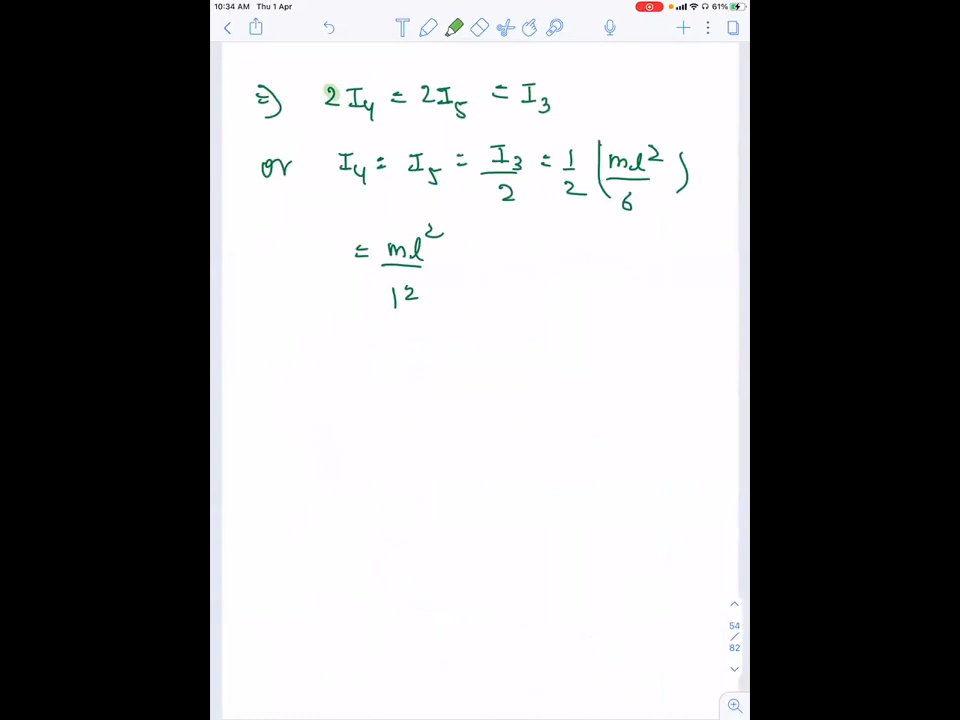 10:34 AM Thu 1 Apr 61%
⇒ 2I₄ = 2I₅ = I₃
or I₄ = I₅ = I₃/2 = 1/2 (ml²/6)
= ml²/12
54
/
82